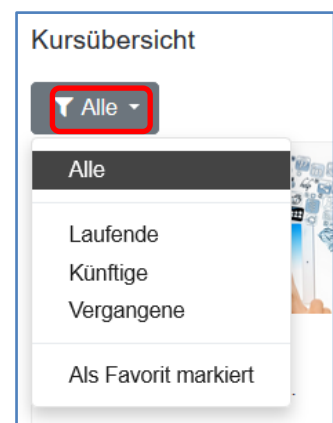 Kursübersicht
Alle
Alle
Laufende
Künftige
Vergangene
Als Favorit markiert
.